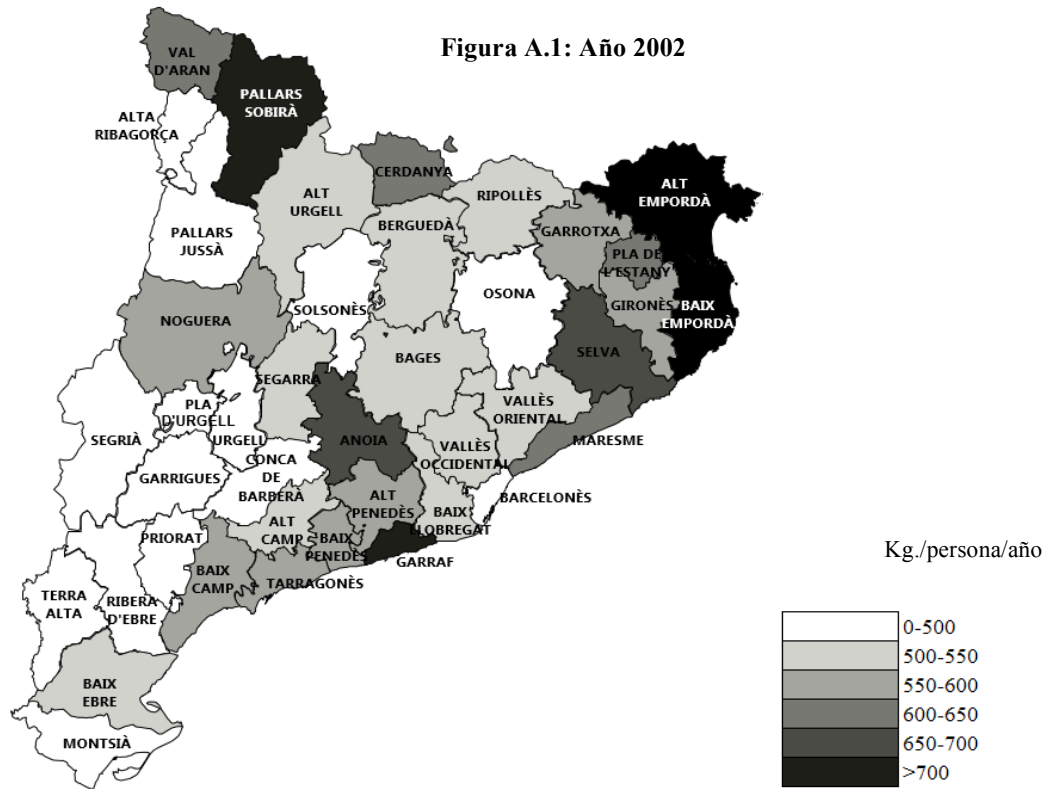 Figura A.1: Año 2002
VAL
D'ARAN
PALLARS
SOBIRÀ
ALTA
RIBAGORÇA
CERDANYA
ALT
URGELL
RIPOLLÈS
ALT
EMPORDÀ
PALLARS
JUSSÀ
BERGUEDÀ
GARROTXA
PLA DE
L'ESTANY
OSONA
GIRONÈS
BAIX
EMPORDÀ
SOLSONÈS
NOGUERA
SELVA
BAGES
SEGARRA
VALLÈS
ORIENTAL
PLA
D'URGELL
URGELL
SEGRIÀ
ANOIA
MARESME
VALLÈS
OCCIDENTAL
CONCA
DE
BARBERÀ
GARRIGUES
ALT
PENEDÈS
BARCELONÈS
BAIX
LLOBREGAT
ALT
CAMP
PRIORAT
BAIX
PENEDÈS
GARRAF
BAIX
CAMP
TARRAGONÈS
TERRA
ALTA
RIBERA
D'EBRE
BAIX
EBRE
MONTSIÀ
Kg./persona/año
0-500
500-550
550-600
600-650
650-700
>700